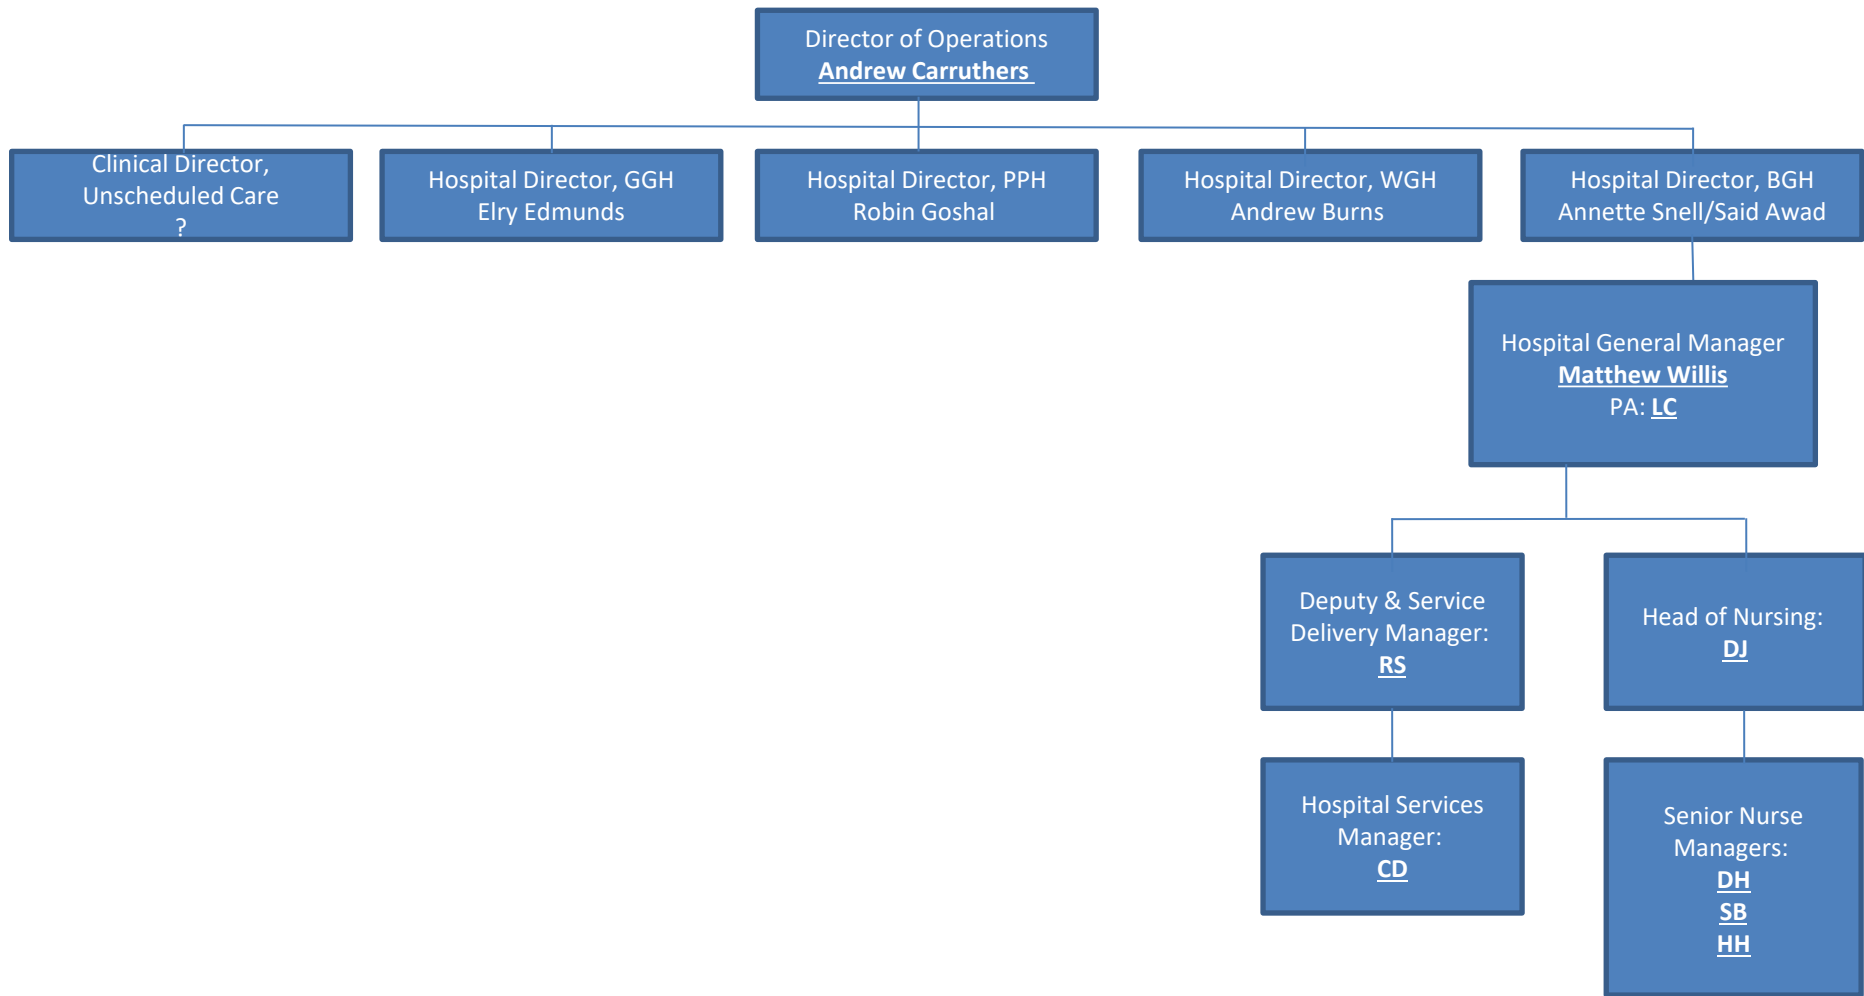 Director of Operations
Andrew Carruthers
Clinical Director,
Unscheduled Care
?
Hospital Director, GGH
Elry Edmunds
Hospital Director, PPH
Robin Goshal
Hospital Director, WGH
Andrew Burns
Hospital Director, BGH
Annette Snell/Said Awad
Hospital General Manager
Matthew Willis
PA: LC
Deputy & Service
Delivery Manager:
RS
Head of Nursing:
DJ
Hospital Services
Manager:
CD
Senior Nurse
Managers:
DH
SB
HH